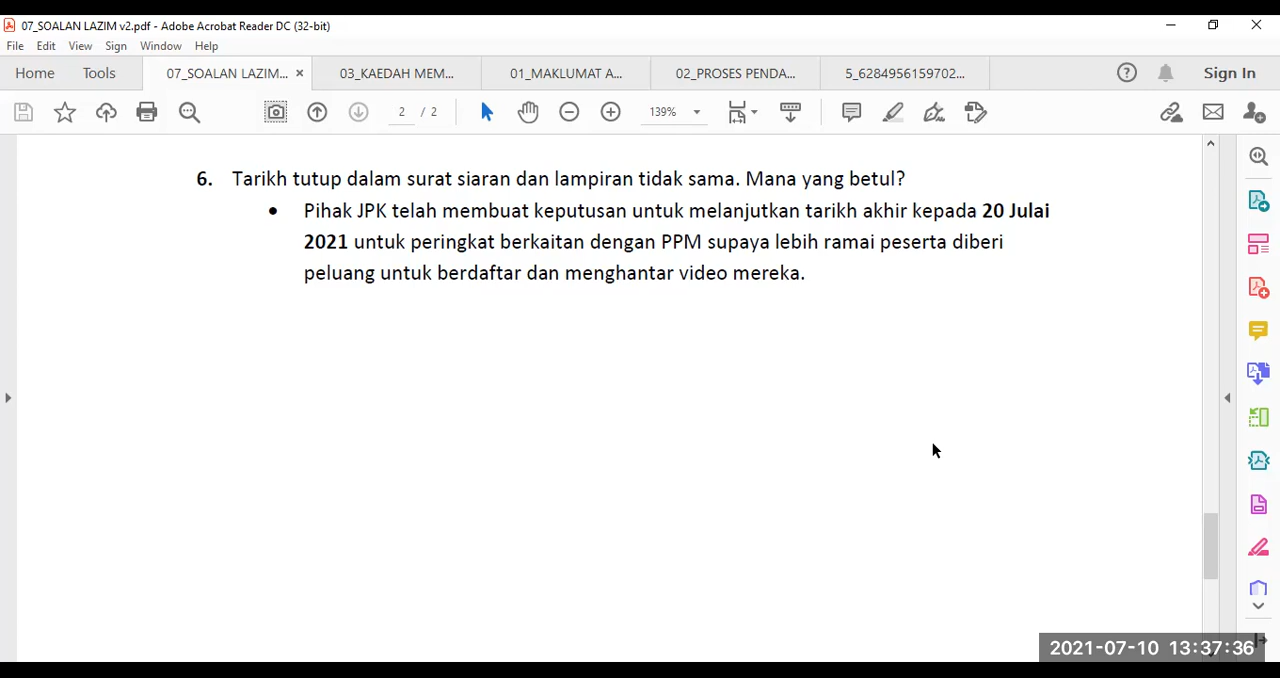 07_SOALAN LAZIM v2.pdf - Adobe Acrobat Reader DC (32-bit)
File Edit View Sign Window Help
Home Tools 07_SOALAN LAZIM... × 03_KAEDAH MEM... 01_MAKLUMAT A... 02_PROSES PENDA... 5_6284956159702... Sign In
2 / 2 139%
6. Tarikh tutup dalam surat siaran dan lampiran tidak sama. Mana yang betul?
• Pihak JPK telah membuat keputusan untuk melanjutkan tarikh akhir kepada 20 Julai
2021 untuk peringkat berkaitan dengan PPM supaya lebih ramai peserta diberi
peluang untuk berdaftar dan menghantar video mereka.
2021-07-10 13:37:36